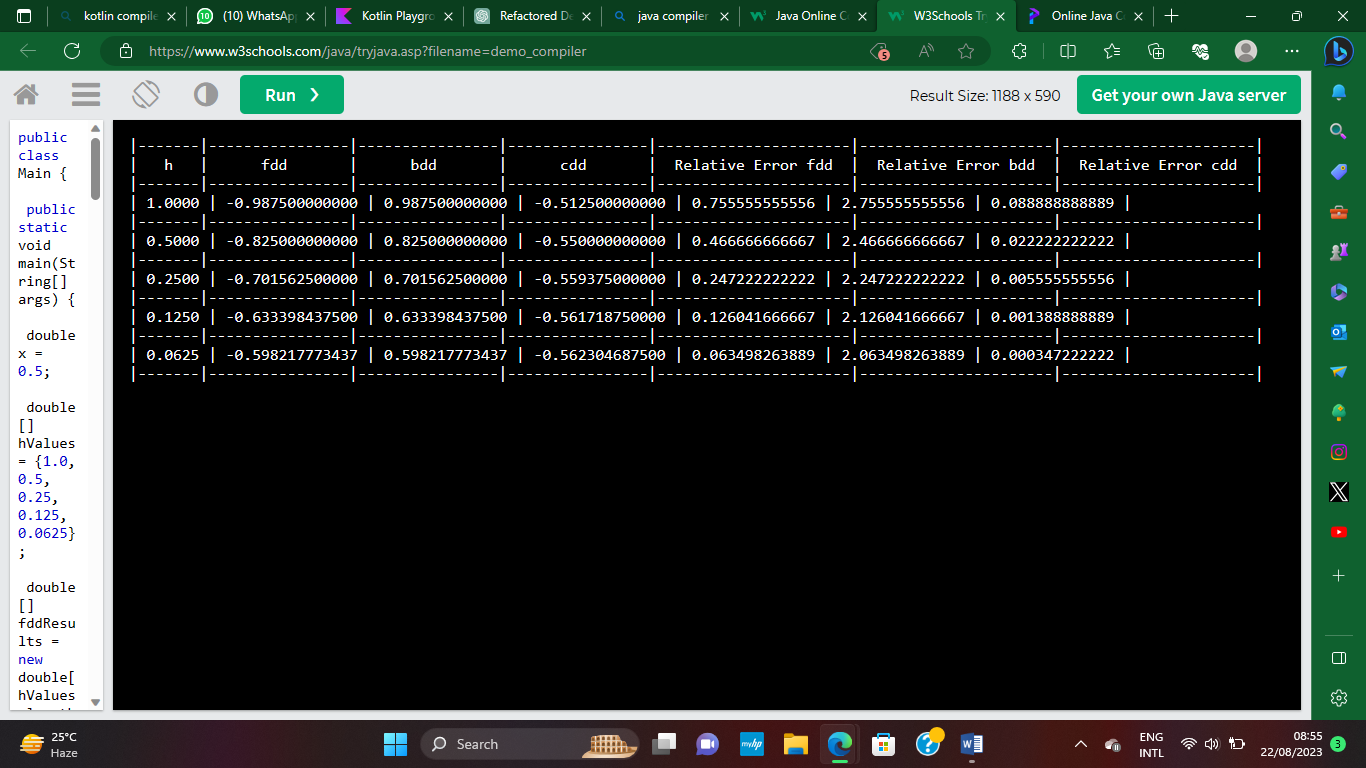 kotlin compile
(10) WhatsAp
Kotlin Playgro
Refactored De
java compiler
Java Online C
W3Schools Tr
Online Java C
https://www.w3schools.com/java/tryjava.asp?filename=demo_compiler
5
Run ❯
Result Size: 1188 x 590
Get your own Java server
public
class
Main {
public
static
void
main(St
ring[]
args) {
double
x =
0.5;
double
[]
hValues
= {1.0,
0.5,
0.25,
0.125,
0.0625}
;
double
[]
fddResu
lts =
new
double[
hValues
|-------|---------------|---------------|---------------|---------------------|---------------------|---------------------|
| h | fdd | bdd | cdd | Relative Error fdd | Relative Error bdd | Relative Error cdd |
|-------|---------------|---------------|---------------|---------------------|---------------------|---------------------|
| 1.0000 | -0.987500000000 | 0.987500000000 | -0.512500000000 | 0.755555555556 | 2.755555555556 | 0.088888888889 |
|-------|---------------|---------------|---------------|---------------------|---------------------|---------------------|
| 0.5000 | -0.825000000000 | 0.825000000000 | -0.550000000000 | 0.466666666667 | 2.466666666667 | 0.022222222222 |
|-------|---------------|---------------|---------------|---------------------|---------------------|---------------------|
| 0.2500 | -0.701562500000 | 0.701562500000 | -0.559375000000 | 0.247222222222 | 2.247222222222 | 0.005555555556 |
|-------|---------------|---------------|---------------|---------------------|---------------------|---------------------|
| 0.1250 | -0.633398437500 | 0.633398437500 | -0.561718750000 | 0.126041666667 | 2.126041666667 | 0.001388888889 |
|-------|---------------|---------------|---------------|---------------------|---------------------|---------------------|
| 0.0625 | -0.598217773437 | 0.598217773437 | -0.562304687500 | 0.063498263889 | 2.063498263889 | 0.000347222222 |
|-------|---------------|---------------|---------------|---------------------|---------------------|---------------------|
25°C
Haze
Search
myhp
ENG
INTL
08:55
22/08/2023
3